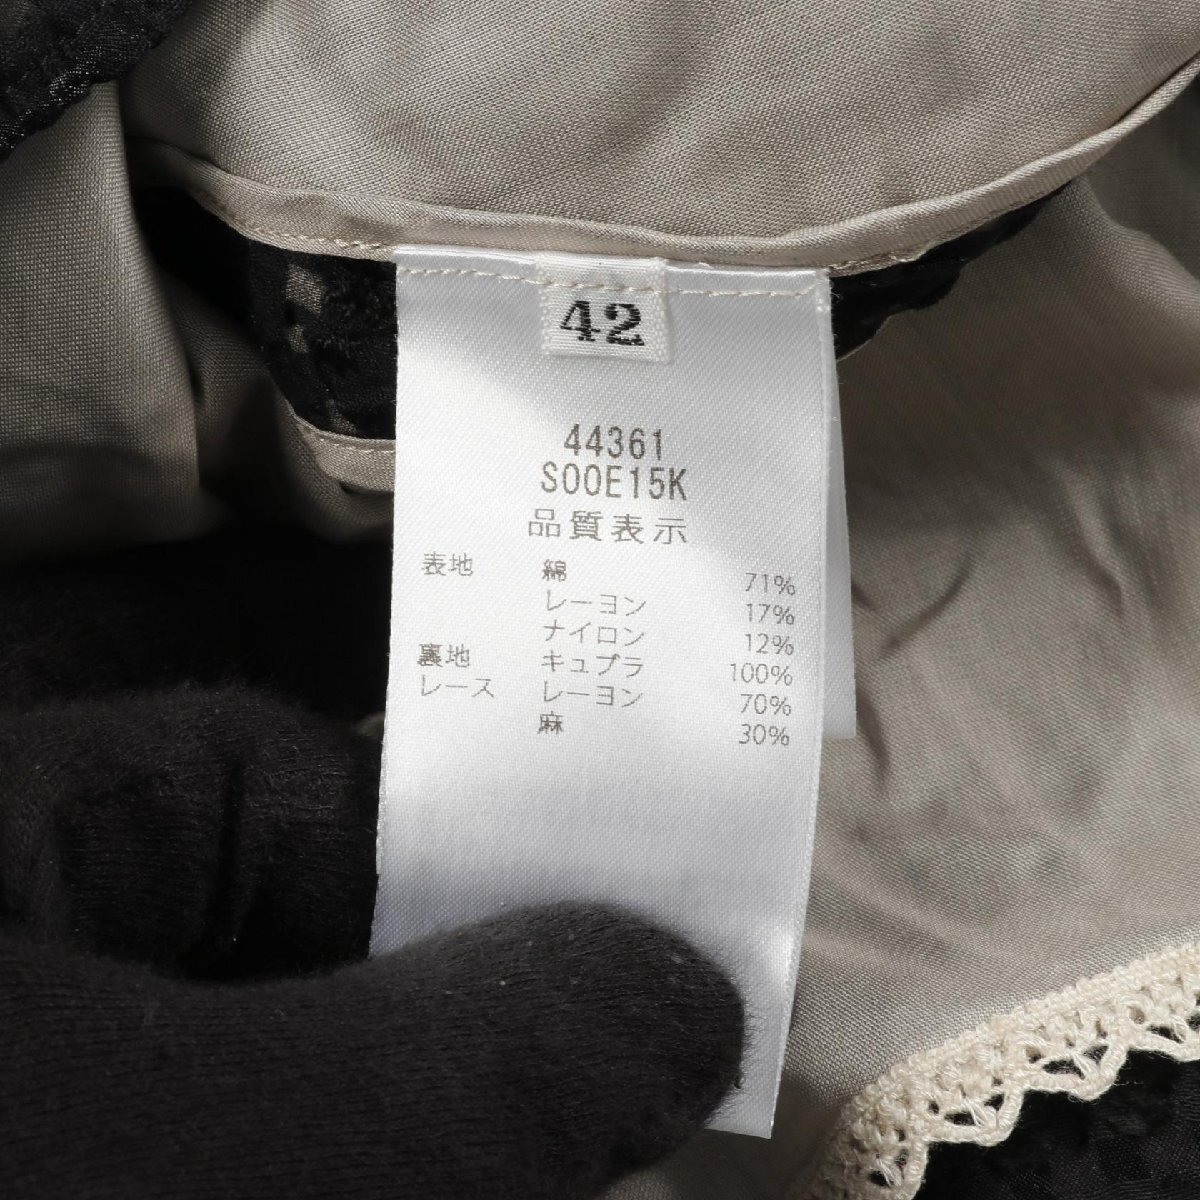 42
44361
S00E15K
品質表示
表地 綿 71%
レーヨン 17%
ナイロン 12%
裏地 キュプラ 100%
レース レーヨン 70%
麻 30%